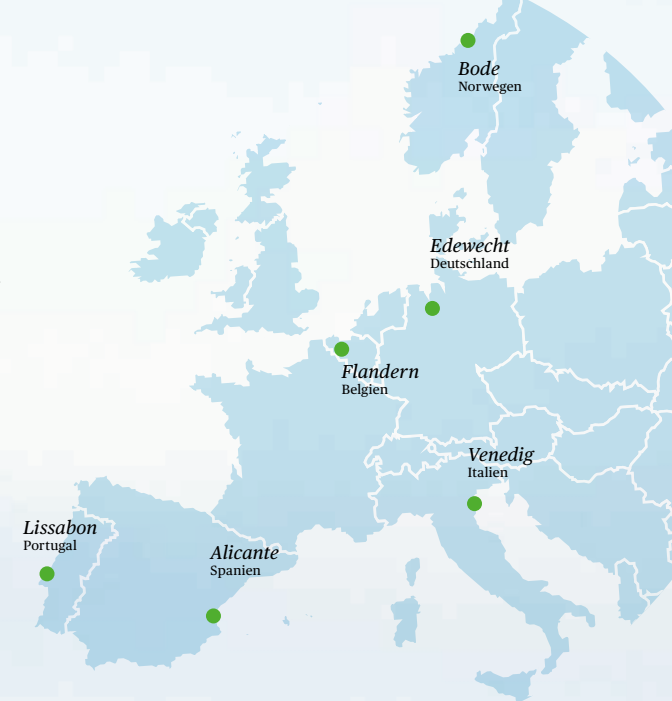 Bode
Norwegen
Edewecht
Deutschland
Flandern
Belgien
Venedig
Italien
Lissabon
Portugal
Alicante
Spanien